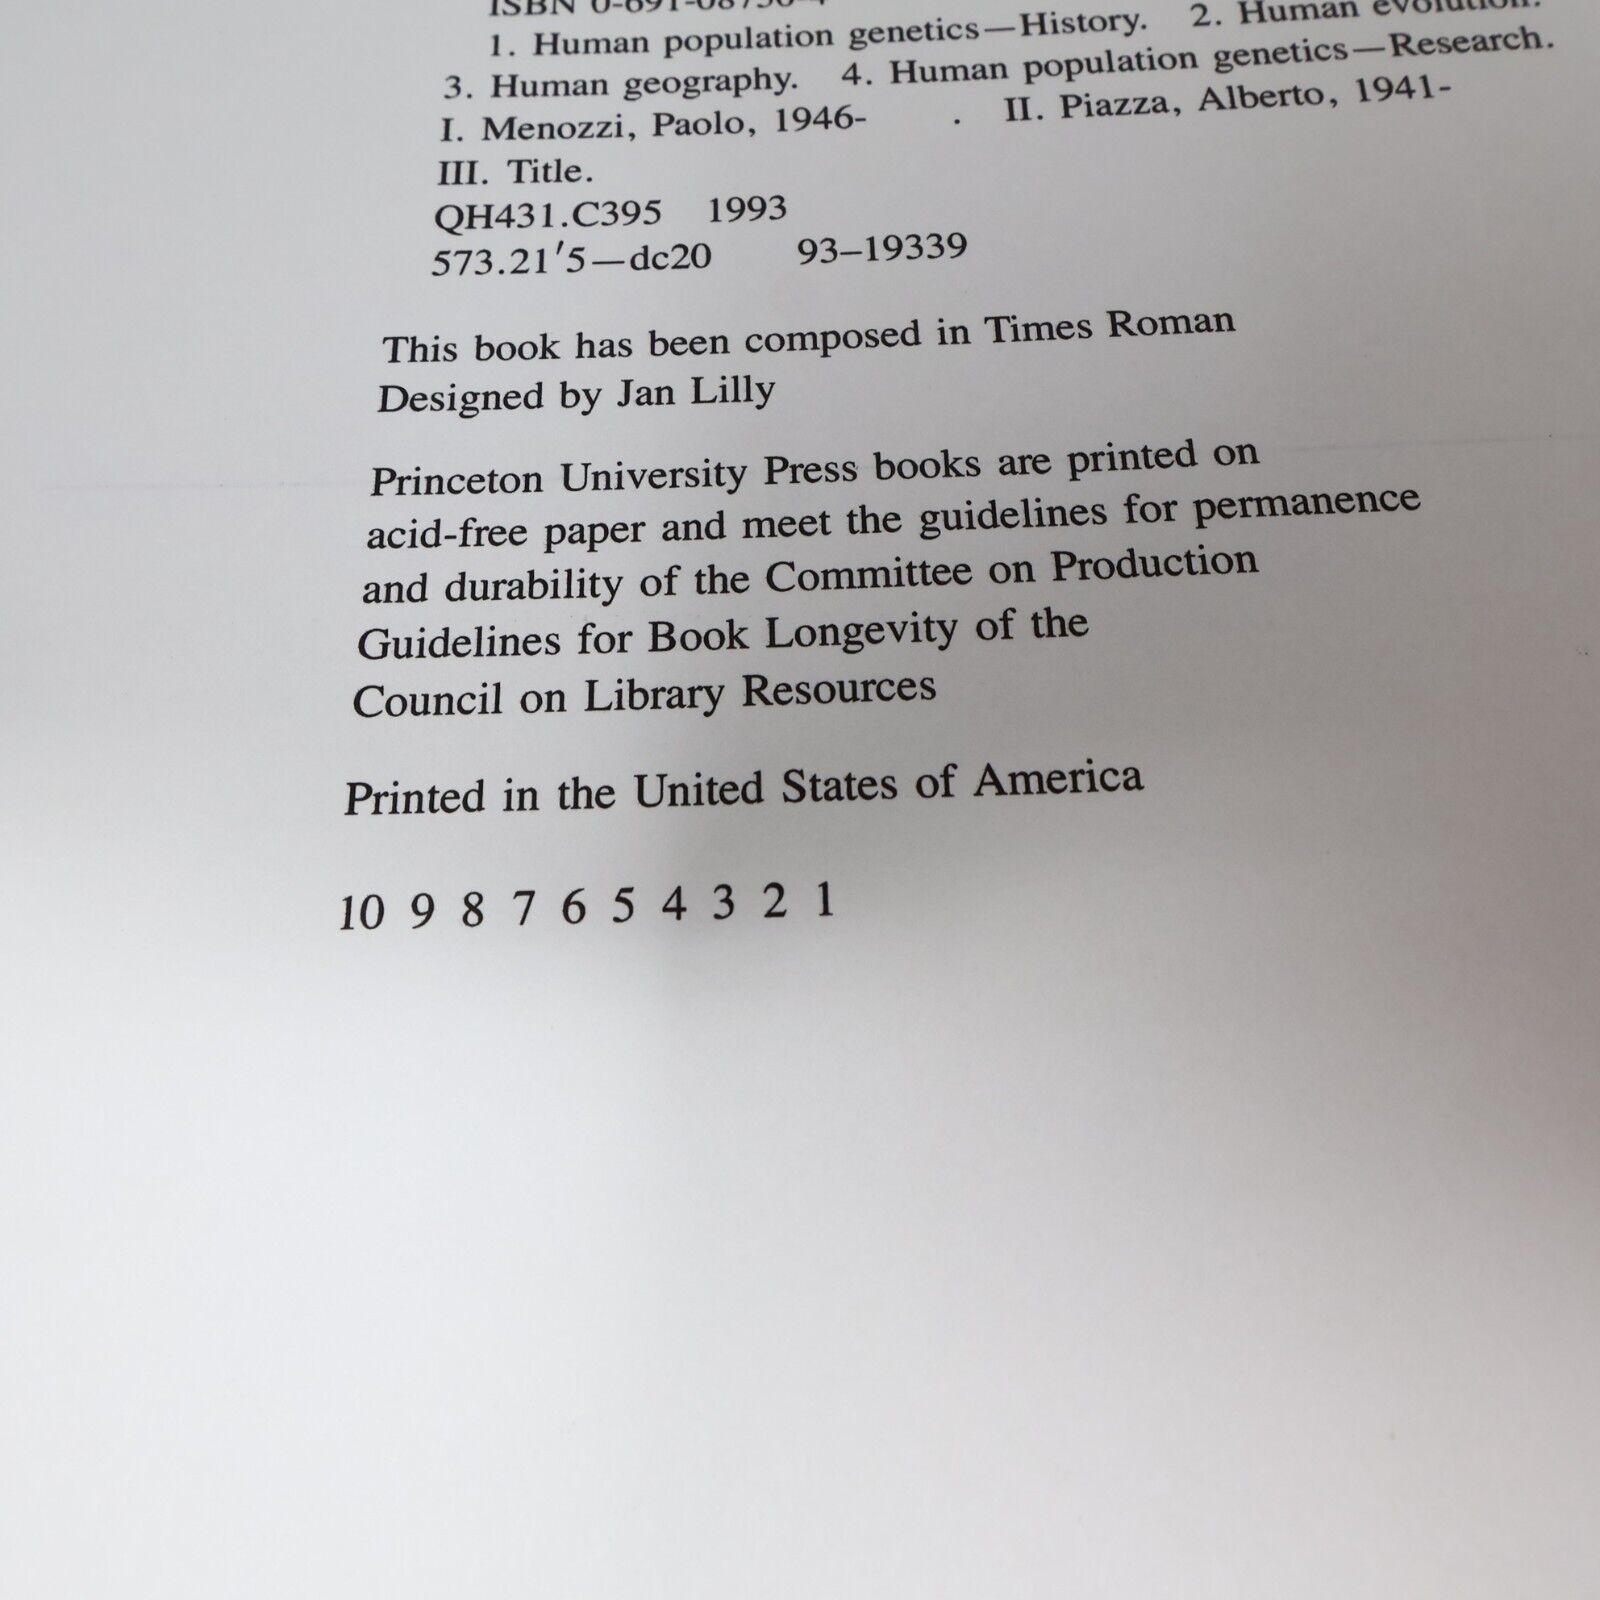 ISBN 0-691-08750-4
1. Human population genetics—History. 2. Human evolution.
3. Human geography. 4. Human population genetics—Research.
I. Menozzi, Paolo, 1946- . II. Piazza, Alberto, 1941-
III. Title.
QH431.C395 1993
573.21′5—dc20 93–19339
This book has been composed in Times Roman
Designed by Jan Lilly
Princeton University Press books are printed on
acid-free paper and meet the guidelines for permanence
and durability of the Committee on Production
Guidelines for Book Longevity of the
Council on Library Resources
Printed in the United States of America
10 9 8 7 6 5 4 3 2 1